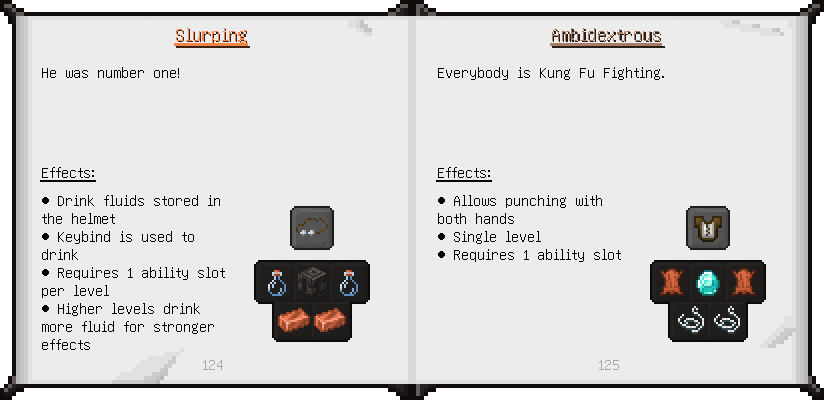 Slurping
He was number one!
Effects:
• Drink fluids stored in
the helmet
• Keybind is used to
drink
• Requires 1 ability slot
per level
• Higher levels drink
more fluid for stronger
effects
124
Ambidextrous
Everybody is Kung Fu Fighting.
Effects:
• Allows punching with
both hands
• Single level
• Requires 1 ability slot
125